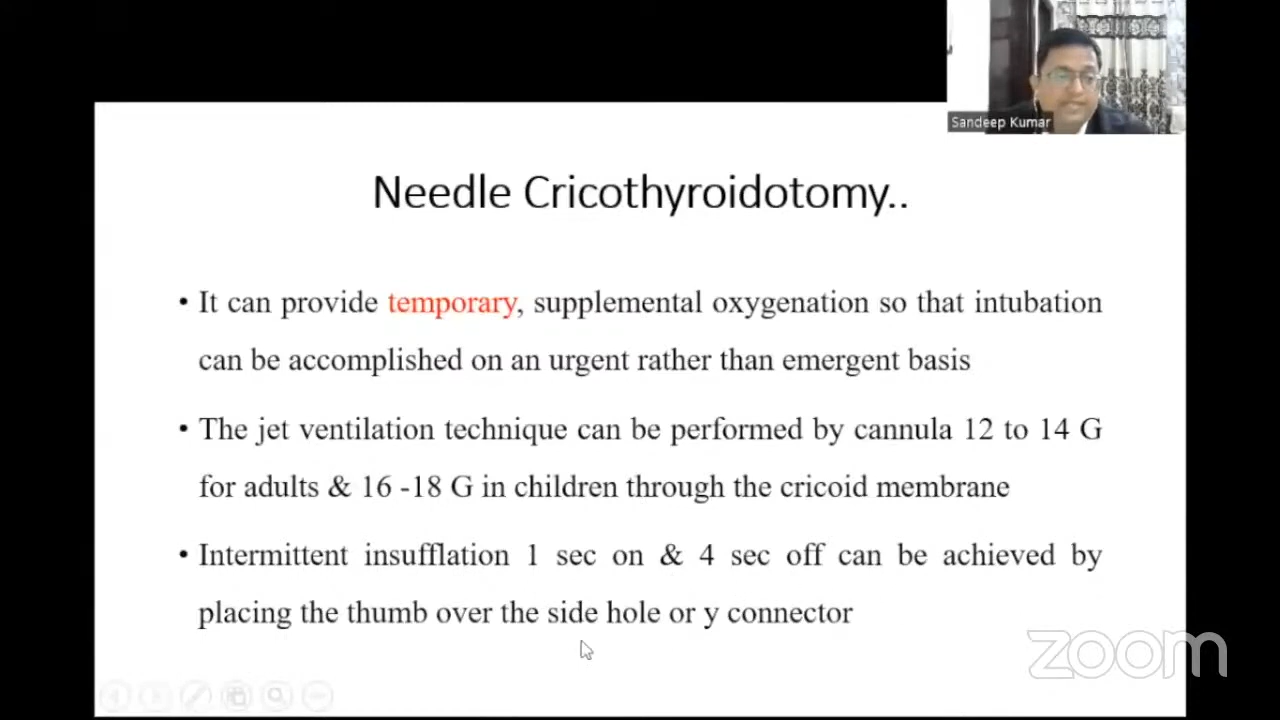 Sandeep Kumar
Needle Cricothyroidotomy..
• It can provide temporary, supplemental oxygenation so that intubation
can be accomplished on an urgent rather than emergent basis
• The jet ventilation technique can be performed by cannula 12 to 14 G
for adults & 16 -18 G in children through the cricoid membrane
• Intermittent insufflation 1 sec on & 4 sec off can be achieved by
placing the thumb over the side hole or y connector
zoom